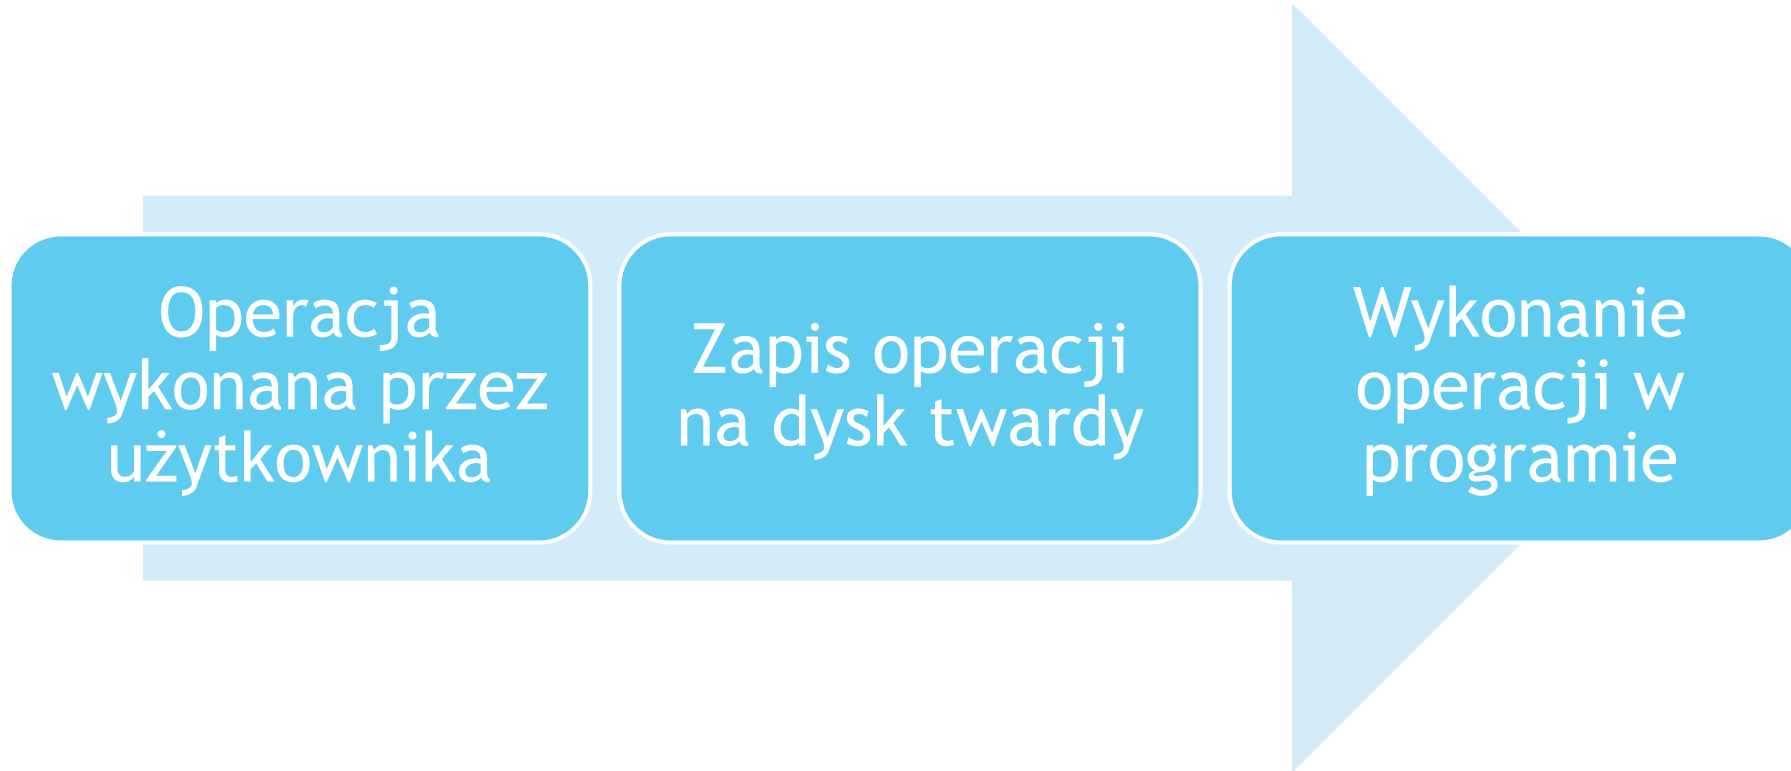 Operacja
wykonana przez
użytkownika
Zapis operacji
na dysk twardy
Wykonanie
operacji w
programie